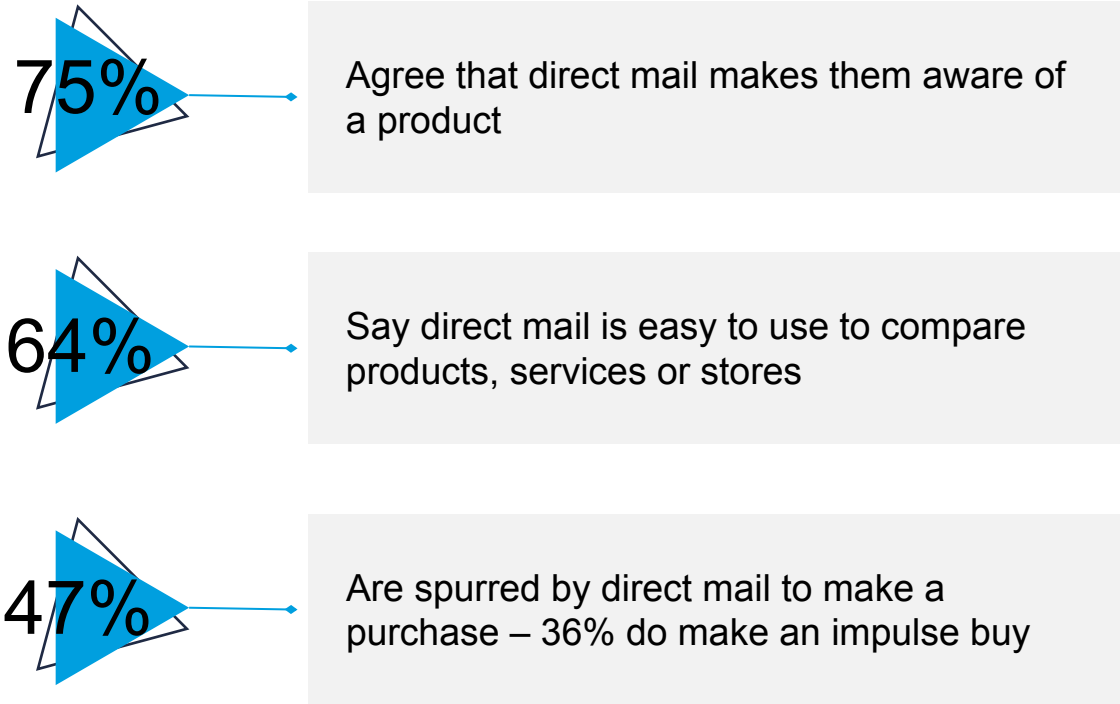 75%
Agree that direct mail makes them aware of
a product
64%
Say direct mail is easy to use to compare
products, services or stores
47%
Are spurred by direct mail to make a
purchase – 36% do make an impulse buy